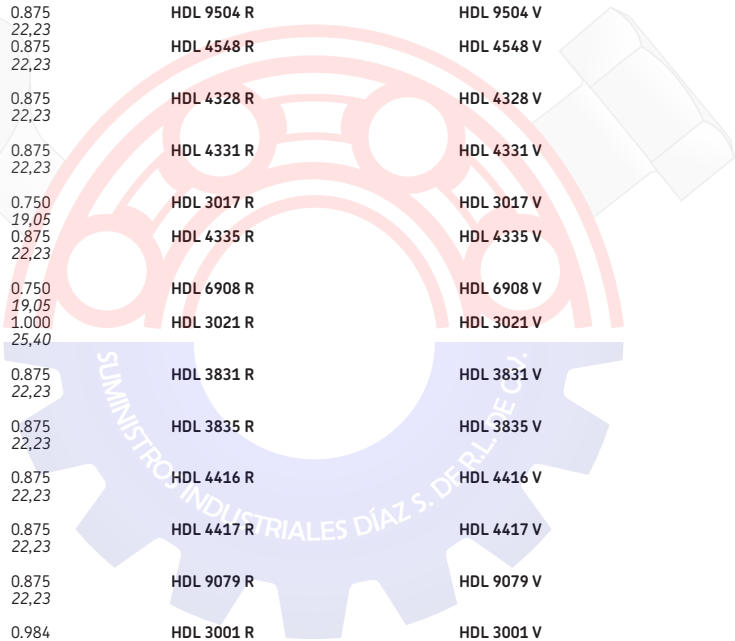 0.875 HDL 9504 R HDL 9504 V
22,23
0.875 HDL 4548 R HDL 4548 V
22,23
0.875 HDL 4328 R HDL 4328 V
22,23
0.875 HDL 4331 R HDL 4331 V
22,23
0.750 HDL 3017 R HDL 3017 V
19,05
0.875 HDL 4335 R HDL 4335 V
22,23
0.750 HDL 6908 R HDL 6908 V
19,05
1.000 HDL 3021 R HDL 3021 V
25,40
0.875 HDL 3831 R HDL 3831 V
22,23
0.875 HDL 3835 R HDL 3835 V
22,23
0.875 HDL 4416 R HDL 4416 V
22,23
0.875 HDL 4417 R HDL 4417 V
22,23
0.875 HDL 9079 R HDL 9079 V
22,23
0.984 HDL 3001 R HDL 3001 V
SUMINISTROS INDUSTRIALES DÍAZ S. DE R.L. DE C.V.